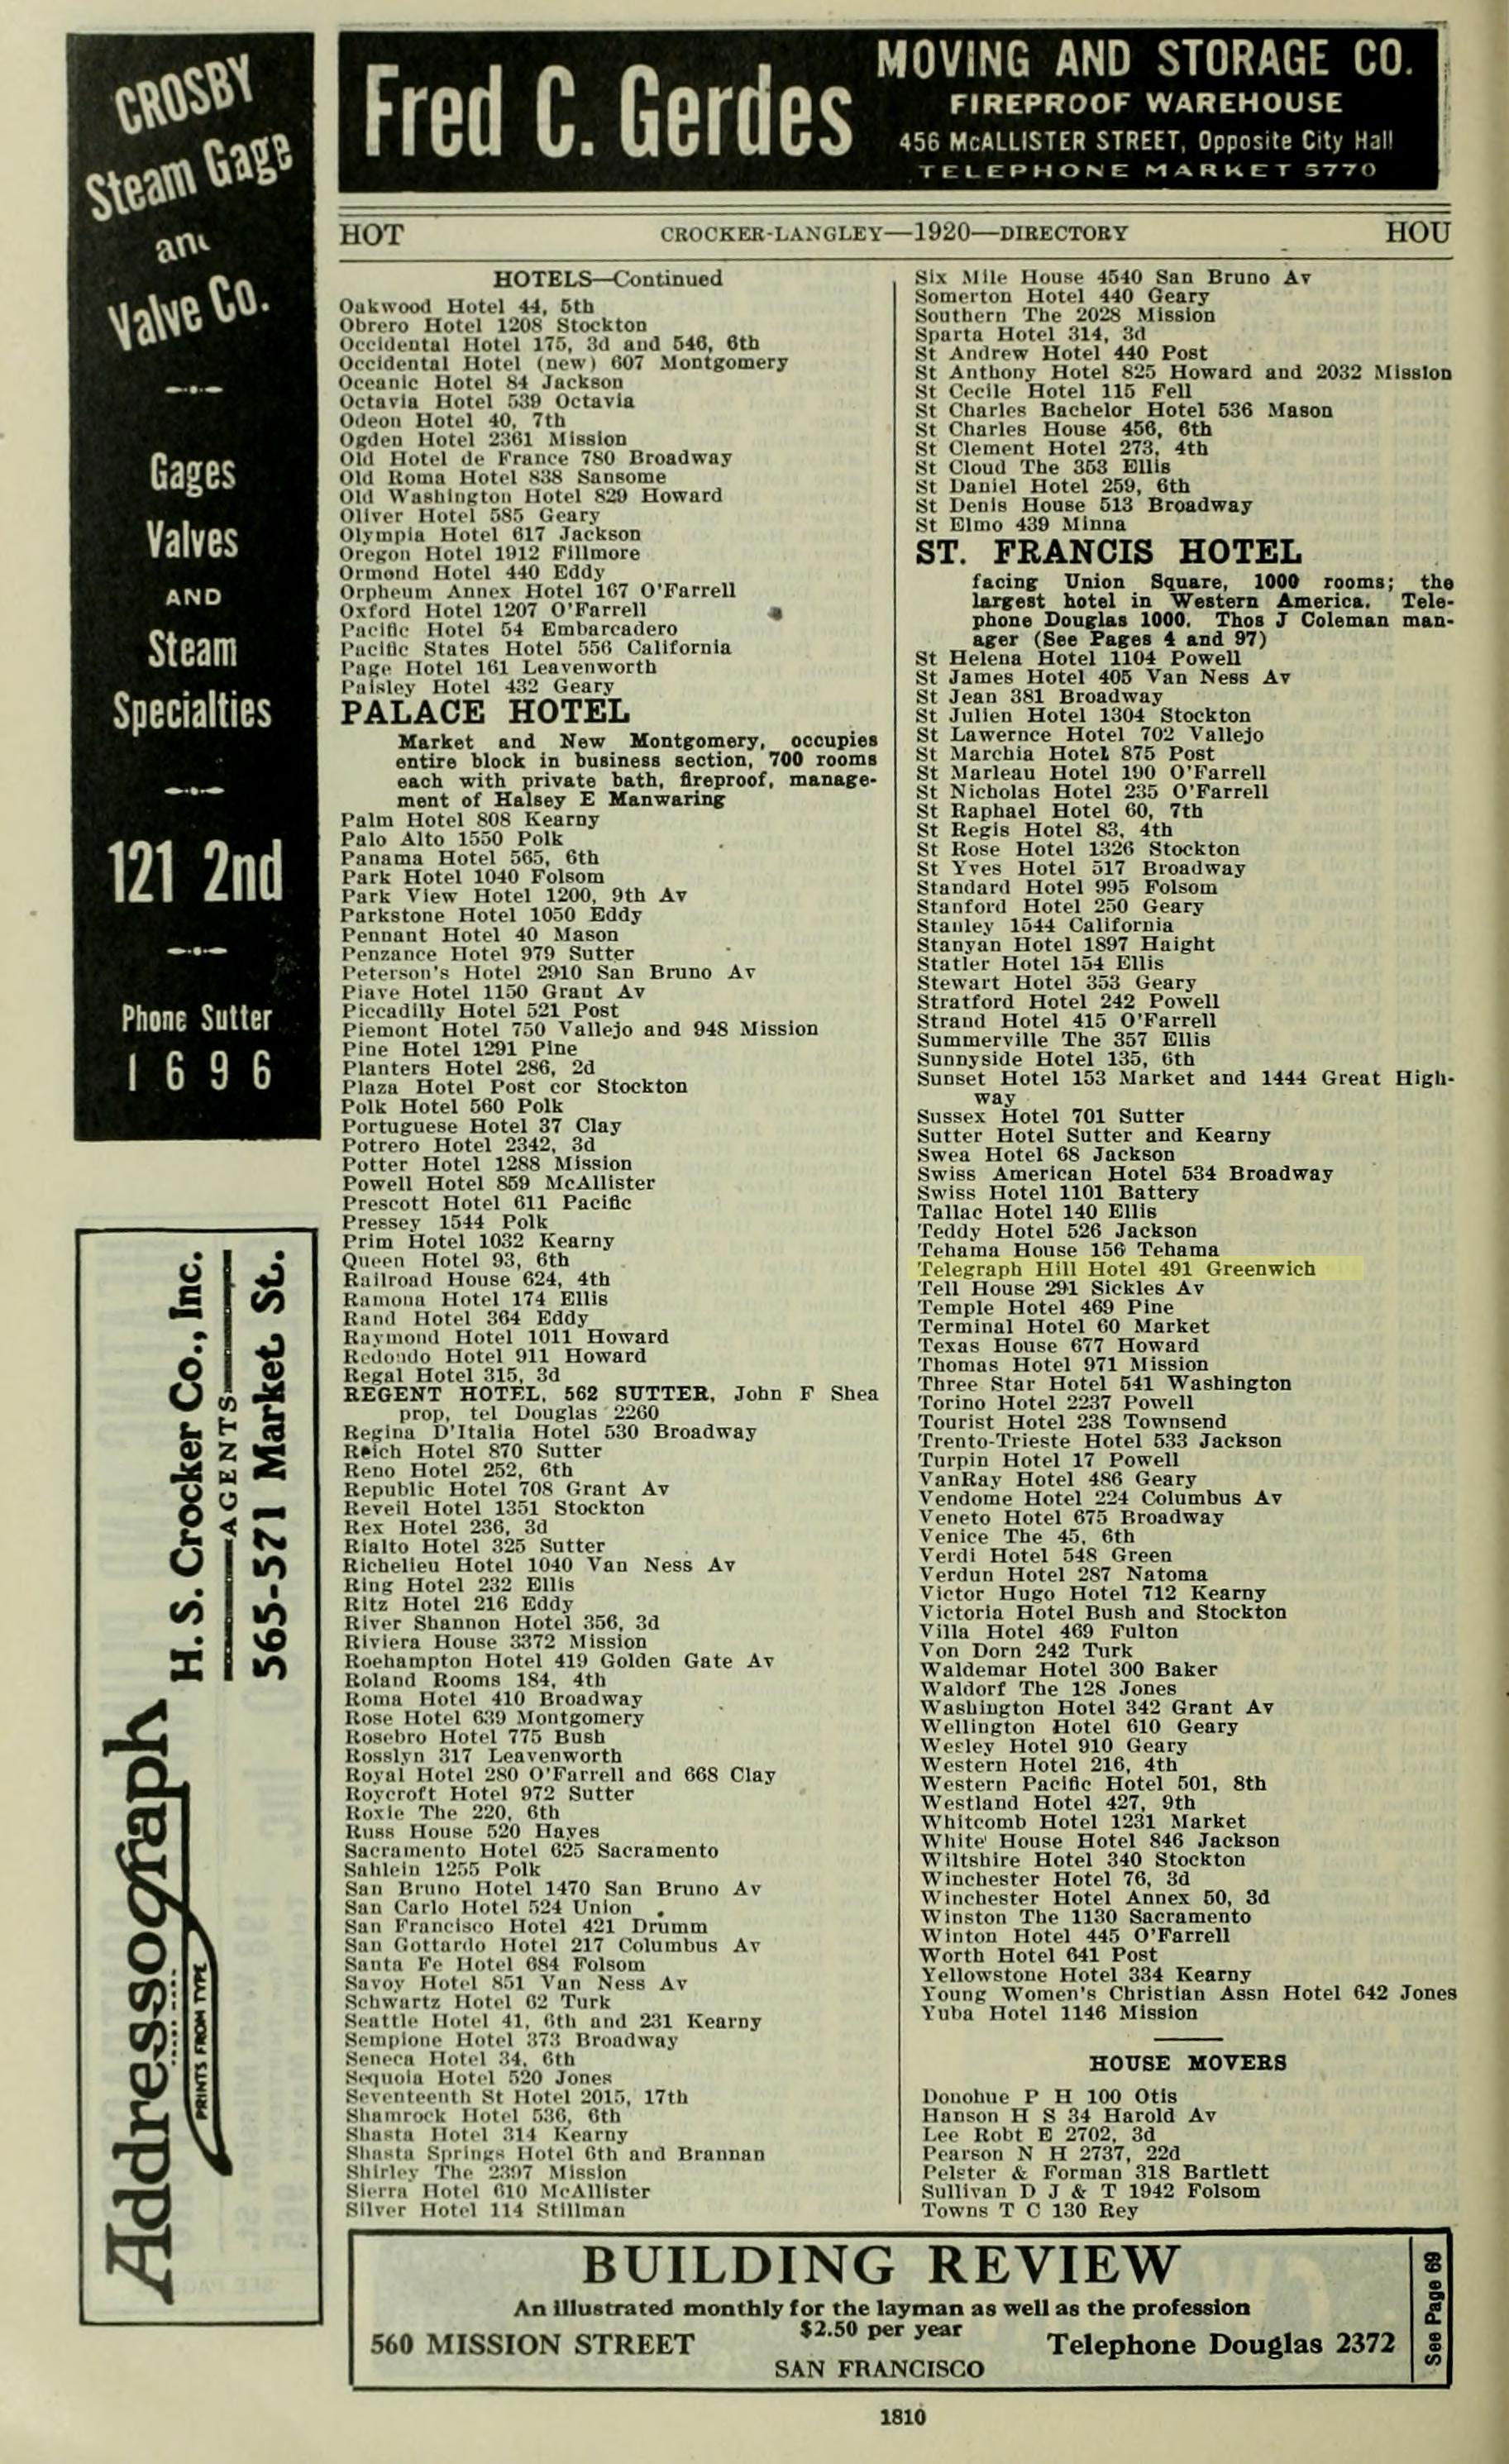 CROSBY
Steam Gage
and
Valve Co.
Gages
Valves
AND
Steam
Specialties
121 2nd
Phone Sutter
1696
H. S. Crocker Co., Inc.
AGENTS
565-571 Market St.
Addressograph
PRINTS FROM TYPE
Fred C. Gerdes
MOVING AND STORAGE CO.
FIREPROOF WAREHOUSE
456 McALLISTER STREET, Opposite City Hall
TELEPHONE MARKET 5770
HOT CROCKER-LANGLEY—1920—DIRECTORY HOU
HOTELS—Continued
Oakwood Hotel 44, 5th
Obrero Hotel 1208 Stockton
Occidental Hotel 175, 3d and 546, 6th
Occidental Hotel (new) 607 Montgomery
Oceanic Hotel 84 Jackson
Octavia Hotel 539 Octavia
Odeon Hotel 40, 7th
Ogden Hotel 2361 Mission
Old Hotel de France 780 Broadway
Old Roma Hotel 838 Sansome
Old Washington Hotel 829 Howard
Oliver Hotel 585 Geary
Olympia Hotel 617 Jackson
Oregon Hotel 1912 Fillmore
Ormond Hotel 440 Eddy
Orpheum Annex Hotel 167 O'Farrell
Oxford Hotel 1207 O'Farrell
Pacific Hotel 54 Embarcadero
Pacific States Hotel 556 California
Page Hotel 161 Leavenworth
Paisley Hotel 432 Geary
PALACE HOTEL
Market and New Montgomery, occupies
entire block in business section, 700 rooms
each with private bath, fireproof, manage-
ment of Halsey E Manwaring
Palm Hotel 808 Kearny
Palo Alto 1550 Polk
Panama Hotel 565, 6th
Park Hotel 1040 Folsom
Park View Hotel 1200, 9th Av
Parkstone Hotel 1050 Eddy
Pennant Hotel 40 Mason
Penzance Hotel 979 Sutter
Peterson's Hotel 2910 San Bruno Av
Piave Hotel 1150 Grant Av
Piccadilly Hotel 521 Post
Piemont Hotel 750 Vallejo and 948 Mission
Pine Hotel 1291 Pine
Planters Hotel 286, 2d
Plaza Hotel Post cor Stockton
Polk Hotel 560 Polk
Portuguese Hotel 37 Clay
Potrero Hotel 2342, 3d
Potter Hotel 1288 Mission
Powell Hotel 859 McAllister
Prescott Hotel 611 Pacific
Pressey 1544 Polk
Prim Hotel 1032 Kearny
Queen Hotel 93, 6th
Railroad House 624, 4th
Ramona Hotel 174 Ellis
Rand Hotel 364 Eddy
Raymond Hotel 1011 Howard
Redondo Hotel 911 Howard
Regal Hotel 315, 3d
REGENT HOTEL, 562 SUTTER, John F Shea
prop, tel Douglas 2260
Regina D'Italia Hotel 530 Broadway
Reich Hotel 870 Sutter
Reno Hotel 252, 6th
Republic Hotel 708 Grant Av
Reveil Hotel 1351 Stockton
Rex Hotel 236, 3d
Rialto Hotel 325 Sutter
Richelieu Hotel 1040 Van Ness Av
Ring Hotel 232 Ellis
Ritz Hotel 216 Eddy
River Shannon Hotel 356, 3d
Riviera House 3372 Mission
Roehampton Hotel 419 Golden Gate Av
Roland Rooms 184, 4th
Roma Hotel 410 Broadway
Rose Hotel 639 Montgomery
Rosebro Hotel 775 Bush
Rosslyn 317 Leavenworth
Royal Hotel 280 O'Farrell and 668 Clay
Roycroft Hotel 972 Sutter
Roxie The 220, 6th
Russ House 520 Hayes
Sacramento Hotel 625 Sacramento
Sahlein 1255 Polk
San Bruno Hotel 1470 San Bruno Av
San Carlo Hotel 524 Union
San Francisco Hotel 421 Drumm
San Gottardo Hotel 217 Columbus Av
Santa Fe Hotel 684 Folsom
Savoy Hotel 851 Van Ness Av
Schwartz Hotel 62 Turk
Seattle Hotel 41, 6th and 231 Kearny
Sempione Hotel 373 Broadway
Seneca Hotel 34, 6th
Sequoia Hotel 520 Jones
Seventeenth St Hotel 2015, 17th
Shamrock Hotel 536, 6th
Shasta Hotel 314 Kearny
Shasta Springs Hotel 6th and Brannan
Shirley The 2397 Mission
Sierra Hotel 610 McAllister
Silver Hotel 114 Stillman
Six Mile House 4540 San Bruno Av
Somerton Hotel 440 Geary
Southern The 2028 Mission
Sparta Hotel 314, 3d
St Andrew Hotel 440 Post
St Anthony Hotel 825 Howard and 2032 Mission
St Cecile Hotel 115 Fell
St Charles Bachelor Hotel 536 Mason
St Charles House 456, 6th
St Clement Hotel 273, 4th
St Cloud The 353 Ellis
St Daniel Hotel 259, 6th
St Denis House 513 Broadway
St Elmo 439 Minna
ST. FRANCIS HOTEL
facing Union Square, 1000 rooms; the
largest hotel in Western America. Tele-
phone Douglas 1000. Thos J Coleman man-
ager (See Pages 4 and 97)
St Helena Hotel 1104 Powell
St James Hotel 405 Van Ness Av
St Jean 381 Broadway
St Julien Hotel 1304 Stockton
St Lawernce Hotel 702 Vallejo
St Marchia Hotel 875 Post
St Marleau Hotel 190 O'Farrell
St Nicholas Hotel 235 O'Farrell
St Raphael Hotel 60, 7th
St Regis Hotel 83, 4th
St Rose Hotel 1326 Stockton
St Yves Hotel 517 Broadway
Standard Hotel 995 Folsom
Stanford Hotel 250 Geary
Stanley 1544 California
Stanyan Hotel 1897 Haight
Statler Hotel 154 Ellis
Stewart Hotel 353 Geary
Stratford Hotel 242 Powell
Strand Hotel 415 O'Farrell
Summerville The 357 Ellis
Sunnyside Hotel 135, 6th
Sunset Hotel 153 Market and 1444 Great High-
way
Sussex Hotel 701 Sutter
Sutter Hotel Sutter and Kearny
Swea Hotel 68 Jackson
Swiss American Hotel 534 Broadway
Swiss Hotel 1101 Battery
Tallac Hotel 140 Ellis
Teddy Hotel 526 Jackson
Tehama House 156 Tehama
Telegraph Hill Hotel 491 Greenwich
Tell House 291 Sickles Av
Temple Hotel 469 Pine
Terminal Hotel 60 Market
Texas House 677 Howard
Thomas Hotel 971 Mission
Three Star Hotel 541 Washington
Torino Hotel 2237 Powell
Tourist Hotel 238 Townsend
Trento-Trieste Hotel 533 Jackson
Turpin Hotel 17 Powell
VanRay Hotel 486 Geary
Vendome Hotel 224 Columbus Av
Veneto Hotel 675 Broadway
Venice The 45, 6th
Verdi Hotel 548 Green
Verdun Hotel 287 Natoma
Victor Hugo Hotel 712 Kearny
Victoria Hotel Bush and Stockton
Villa Hotel 469 Fulton
Von Dorn 242 Turk
Waldemar Hotel 300 Baker
Waldorf The 128 Jones
Washington Hotel 342 Grant Av
Wellington Hotel 610 Geary
Wesley Hotel 910 Geary
Western Hotel 216, 4th
Western Pacific Hotel 501, 8th
Westland Hotel 427, 9th
Whitcomb Hotel 1231 Market
White House Hotel 846 Jackson
Wiltshire Hotel 340 Stockton
Winchester Hotel 76, 3d
Winchester Hotel Annex 50, 3d
Winston The 1130 Sacramento
Winton Hotel 445 O'Farrell
Worth Hotel 641 Post
Yellowstone Hotel 334 Kearny
Young Women's Christian Assn Hotel 642 Jones
Yuba Hotel 1146 Mission
HOUSE MOVERS
Donohue P H 100 Otis
Hanson H S 34 Harold Av
Lee Robt E 2702, 3d
Pearson N H 2737, 22d
Pelster & Forman 318 Bartlett
Sullivan D J & T 1942 Folsom
Towns T C 130 Rey
BUILDING REVIEW
An illustrated monthly for the layman as well as the profession
$2.50 per year
560 MISSION STREET Telephone Douglas 2372
SAN FRANCISCO
See Page 69
1810